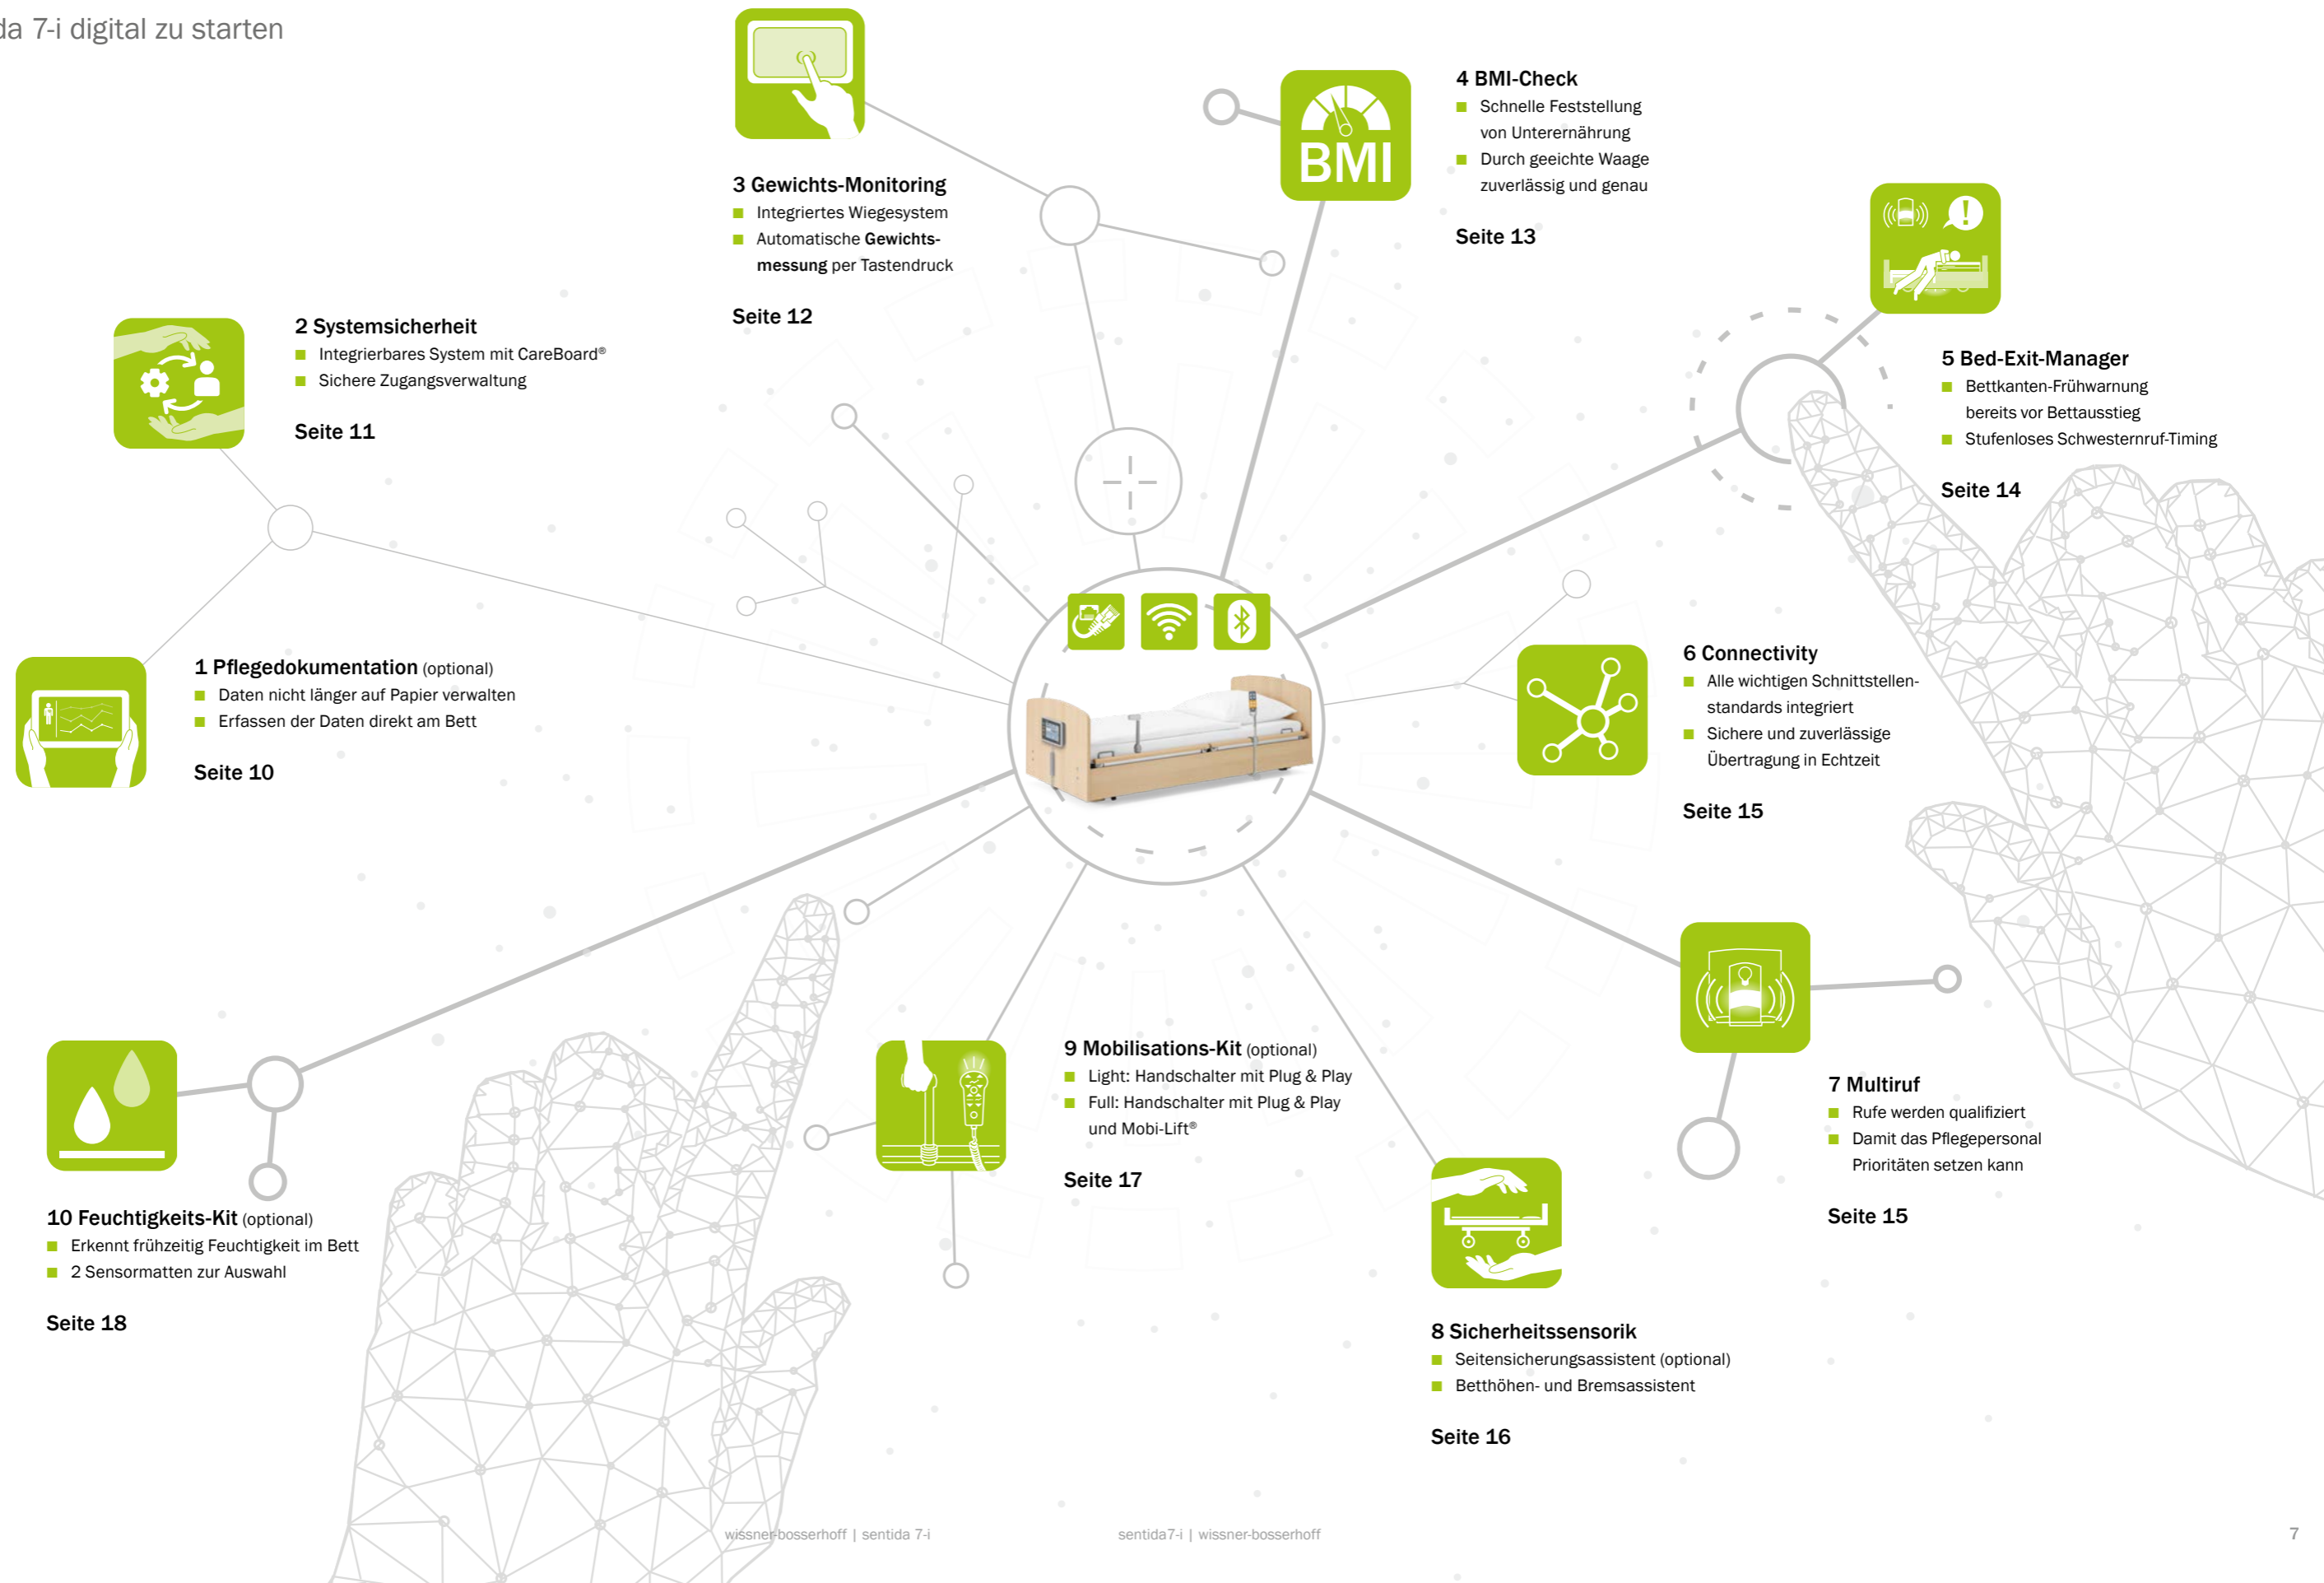 7-i digital zu starten
1 Pflegedokumentation (optional)
Daten nicht länger auf Papier verwalten
Erfassen der Daten direkt am Bett
Seite 10
2 Systemsicherheit
Integrierbares System mit CareBoard®
Sichere Zugangsverwaltung
Seite 11
3 Gewichts-Monitoring
Integriertes Wiegesystem
Automatische Gewichts-
messung per Tastendruck
Seite 12
BMI
4 BMI-Check
Schnelle Feststellung
von Unterernährung
Durch geeichte Waage
zuverlässig und genau
Seite 13
5 Bed-Exit-Manager
Bettkanten-Frühwarnung
bereits vor Bettausstieg
Stufenloses Schwesternruf-Timing
Seite 14
6 Connectivity
Alle wichtigen Schnittstellen-
standards integriert
Sichere und zuverlässige
Übertragung in Echtzeit
Seite 15
7 Multiruf
Rufe werden qualifiziert
Damit das Pflegepersonal
Prioritäten setzen kann
Seite 15
8 Sicherheitssensorik
Seitensicherungsassistent (optional)
Betthöhen- und Bremsassistent
Seite 16
9 Mobilisations-Kit (optional)
Light: Handschalter mit Plug & Play
Full: Handschalter mit Plug & Play
und Mobi-Lift®
Seite 17
10 Feuchtigkeits-Kit (optional)
Erkennt frühzeitig Feuchtigkeit im Bett
2 Sensormatten zur Auswahl
Seite 18
wissner-bosserhoff | sentida 7-i
sentida7-i | wissner-bosserhoff
7